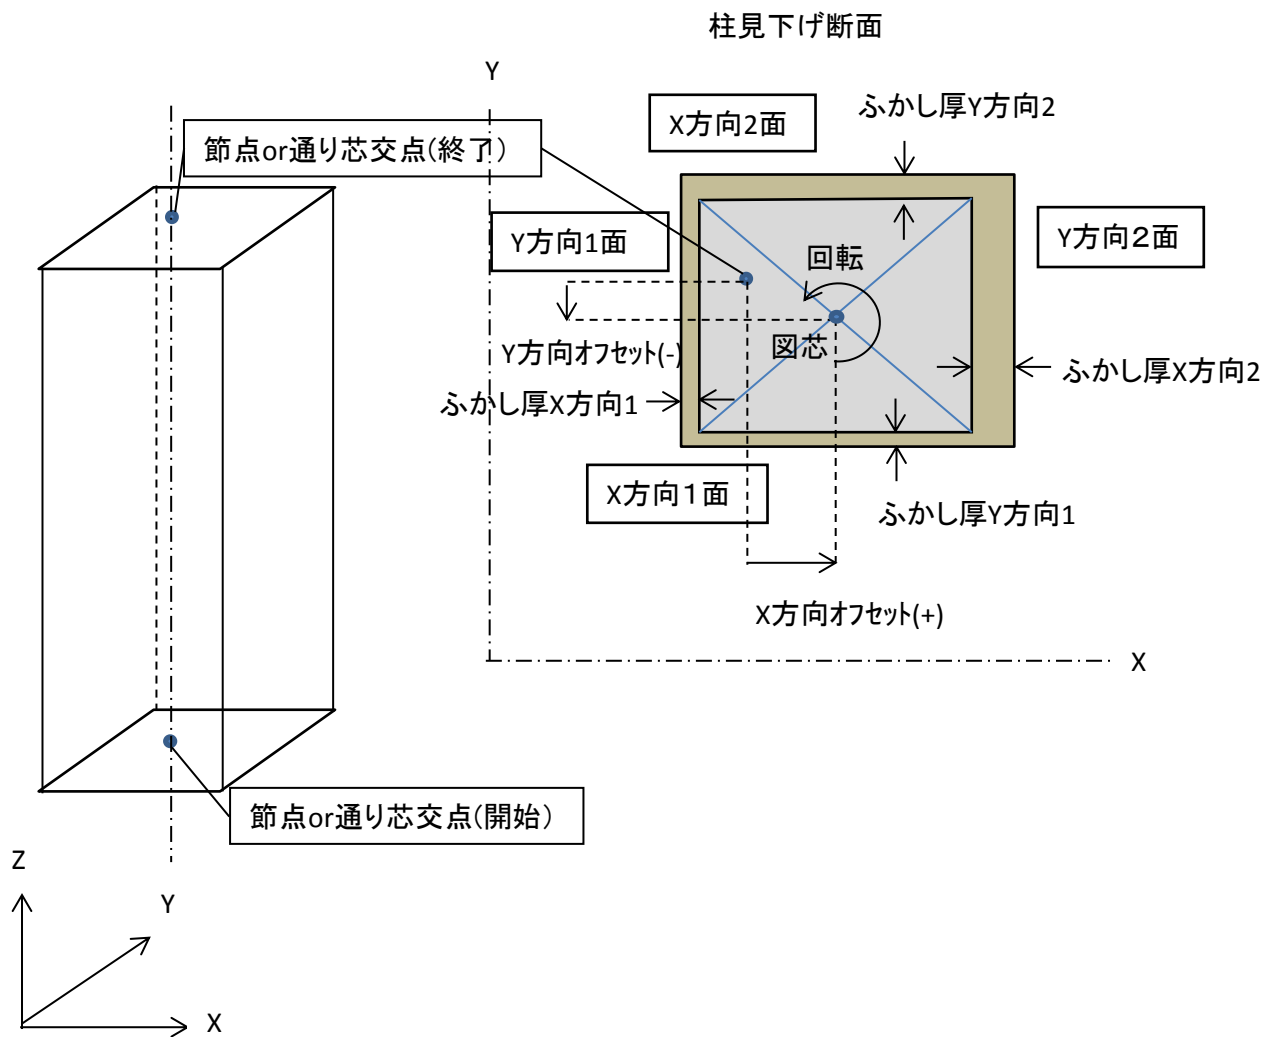 柱見下げ断面
Y
X方向2面
ふかし厚Y方向2
節点or通り芯交点(終了)
Y方向1面
Y方向２面
回転
図芯
Y方向オフセット(-)
ふかし厚X方向2
ふかし厚X方向1
X方向１面
ふかし厚Y方向1
X方向オフセット(+)
X
節点or通り芯交点(開始)
Z
Y
X